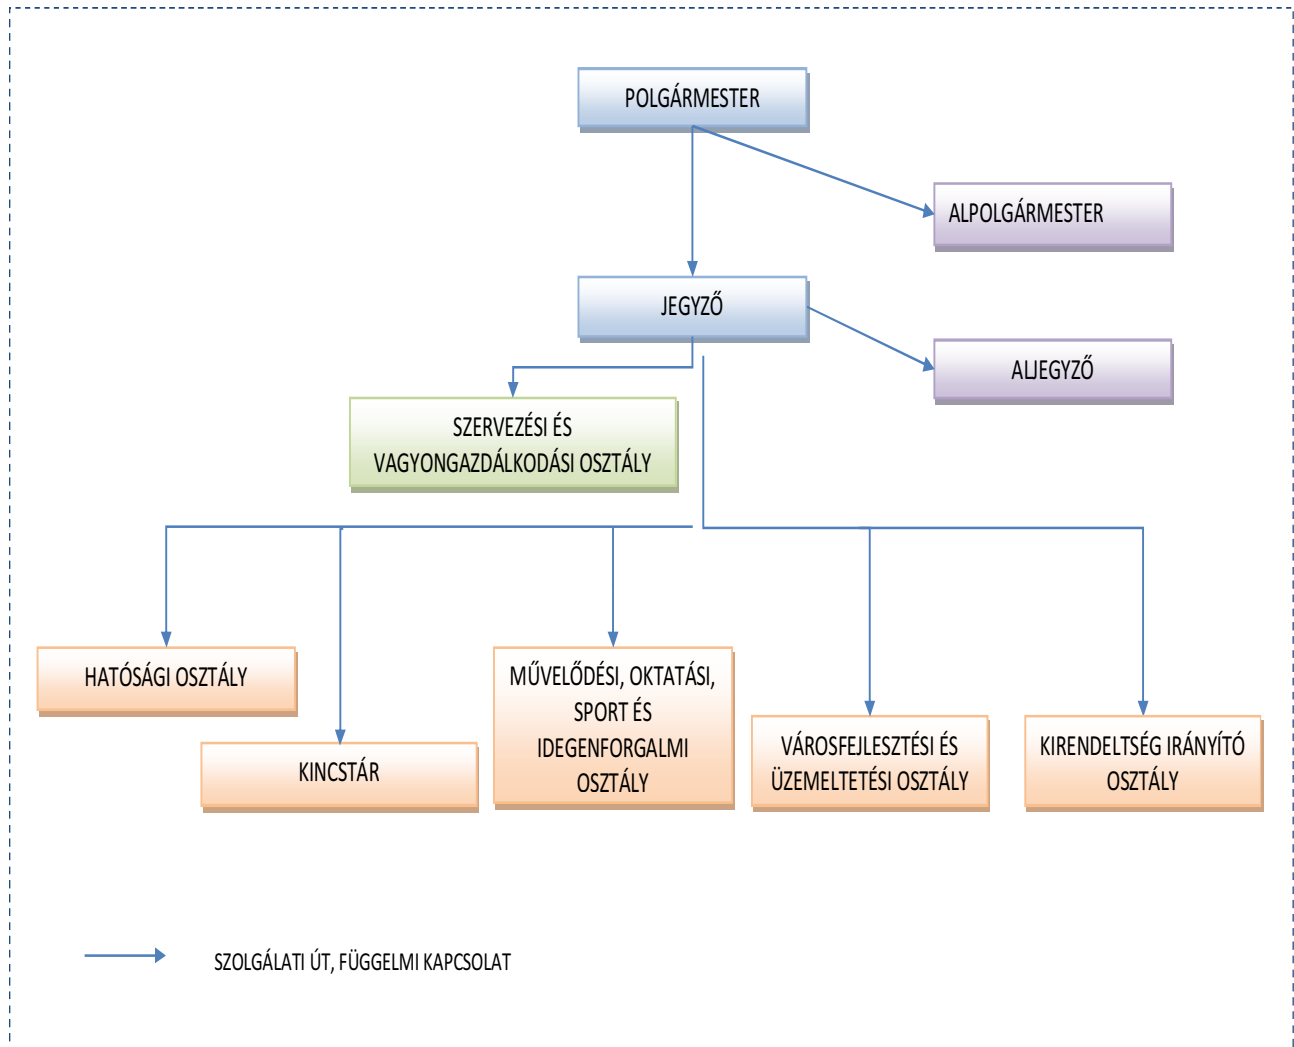 POLGÁRMESTER
ALPOLGÁRMESTER
JEGYZŐ
ALJEGYZŐ
SZERVEZÉSI ÉS
VAGYONGAZDÁLKODÁSI OSZTÁLY
HATÓSÁGI OSZTÁLY
KINCSTÁR
MŰVELŐDÉSI, OKTATÁSI,
SPORT ÉS
IDEGENFORGALMI
OSZTÁLY
VÁROSFEJLESZTÉSI ÉS
ÜZEMELTETÉSI OSZTÁLY
KIRENDELTSÉG IRÁNYÍTÓ
OSZTÁLY
SZOLGÁLATI ÚT, FÜGGELMI KAPCSOLAT